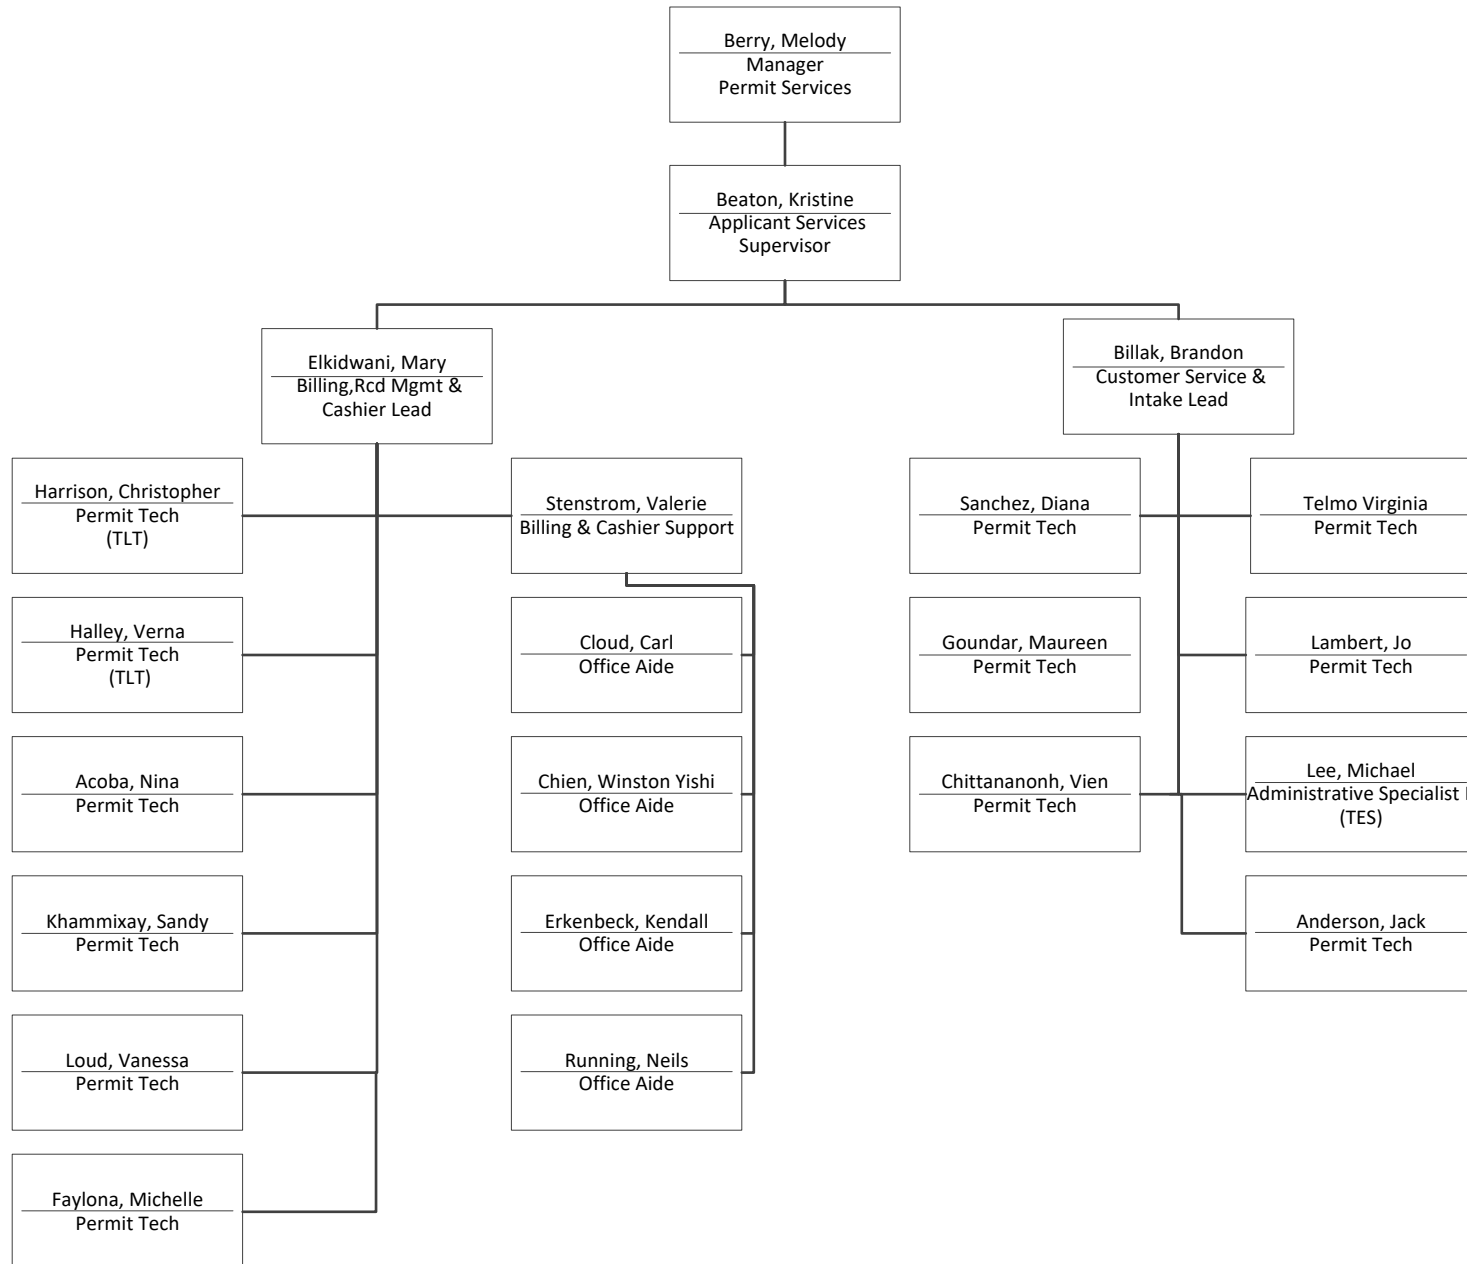 Berry, Melody
Manager
Permit Services
Beaton, Kristine
Applicant Services
Supervisor
Elkidwani, Mary
Billing,Rcd Mgmt &
Cashier Lead
Billak, Brandon
Customer Service &
Intake Lead
Harrison, Christopher
Permit Tech
(TLT)
Stenstrom, Valerie
Billing & Cashier Support
Sanchez, Diana
Permit Tech
Telmo Virginia
Permit Tech
Halley, Verna
Permit Tech
(TLT)
Cloud, Carl
Office Aide
Goundar, Maureen
Permit Tech
Lambert, Jo
Permit Tech
Acoba, Nina
Permit Tech
Chien, Winston Yishi
Office Aide
Chittananonh, Vien
Permit Tech
Lee, Michael
Administrative Specialist
(TES)
Khammixay, Sandy
Permit Tech
Erkenbeck, Kendall
Office Aide
Anderson, Jack
Permit Tech
Loud, Vanessa
Permit Tech
Running, Neils
Office Aide
Faylona, Michelle
Permit Tech